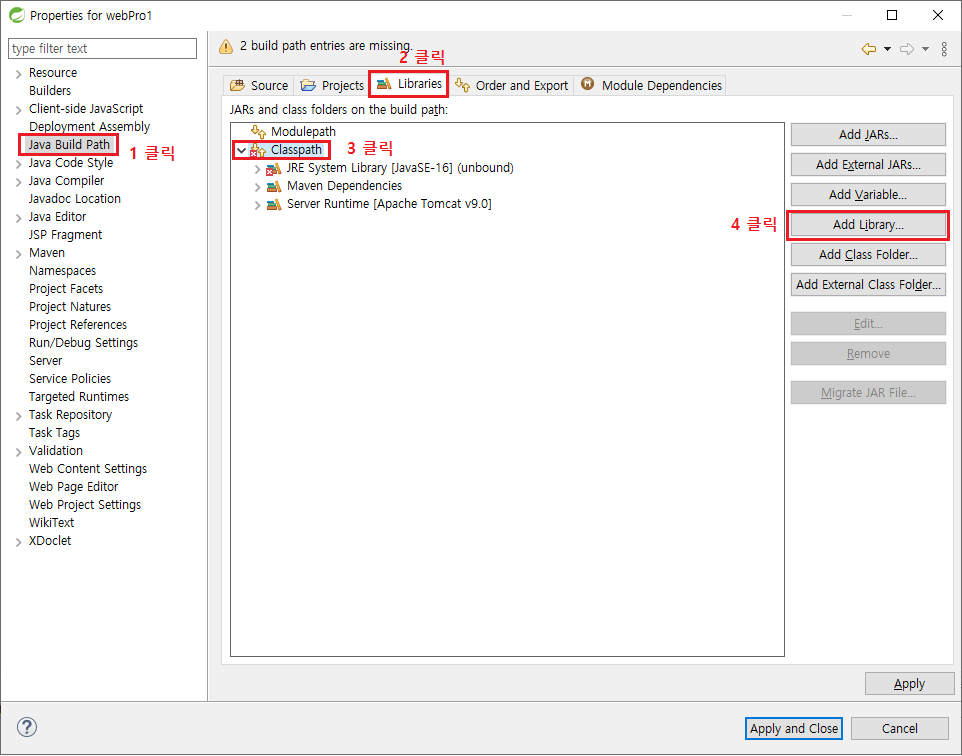 Properties for webPro1
type filter text
Resource
Builders
Client-side JavaScript
Deployment Assembly
Java Build Path
1 클릭
Java Code Style
Java Compiler
Javadoc Location
Java Editor
JSP Fragment
Maven
Namespaces
Project Facets
Project Natures
Project References
Run/Debug Settings
Server
Service Policies
Targeted Runtimes
Task Repository
Task Tags
Validation
Web Content Settings
Web Page Editor
Web Project Settings
WikiText
XDoclet
2 build path entries are missing.
2 클릭
Source Projects Libraries Order and Export Module Dependencies
JARs and class folders on the build path:
Modulepath
Classpath
3 클릭
JRE System Library [JavaSE-16] (unbound)
Maven Dependencies
Server Runtime [Apache Tomcat v9.0]
Add JARs...
Add External JARs...
Add Variable...
4 클릭
Add Library...
Add Class Folder...
Add External Class Folder...
Edit...
Remove
Migrate JAR File...
Apply
?
Apply and Close
Cancel